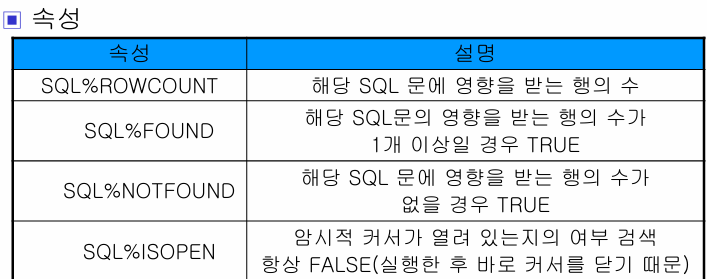 속성
속성 설명
SQL%ROWCOUNT 해당 SQL 문에 영향을 받는 행의 수
SQL%FOUND 해당 SQL문의 영향을 받는 행의 수가
1개 이상일 경우 TRUE
SQL%NOTFOUND 해당 SQL 문에 영향을 받는 행의 수가
없을 경우 TRUE
SQL%ISOPEN 암시적 커서가 열려 있는지의 여부 검색
항상 FALSE(실행한 후 바로 커서를 닫기 때문)